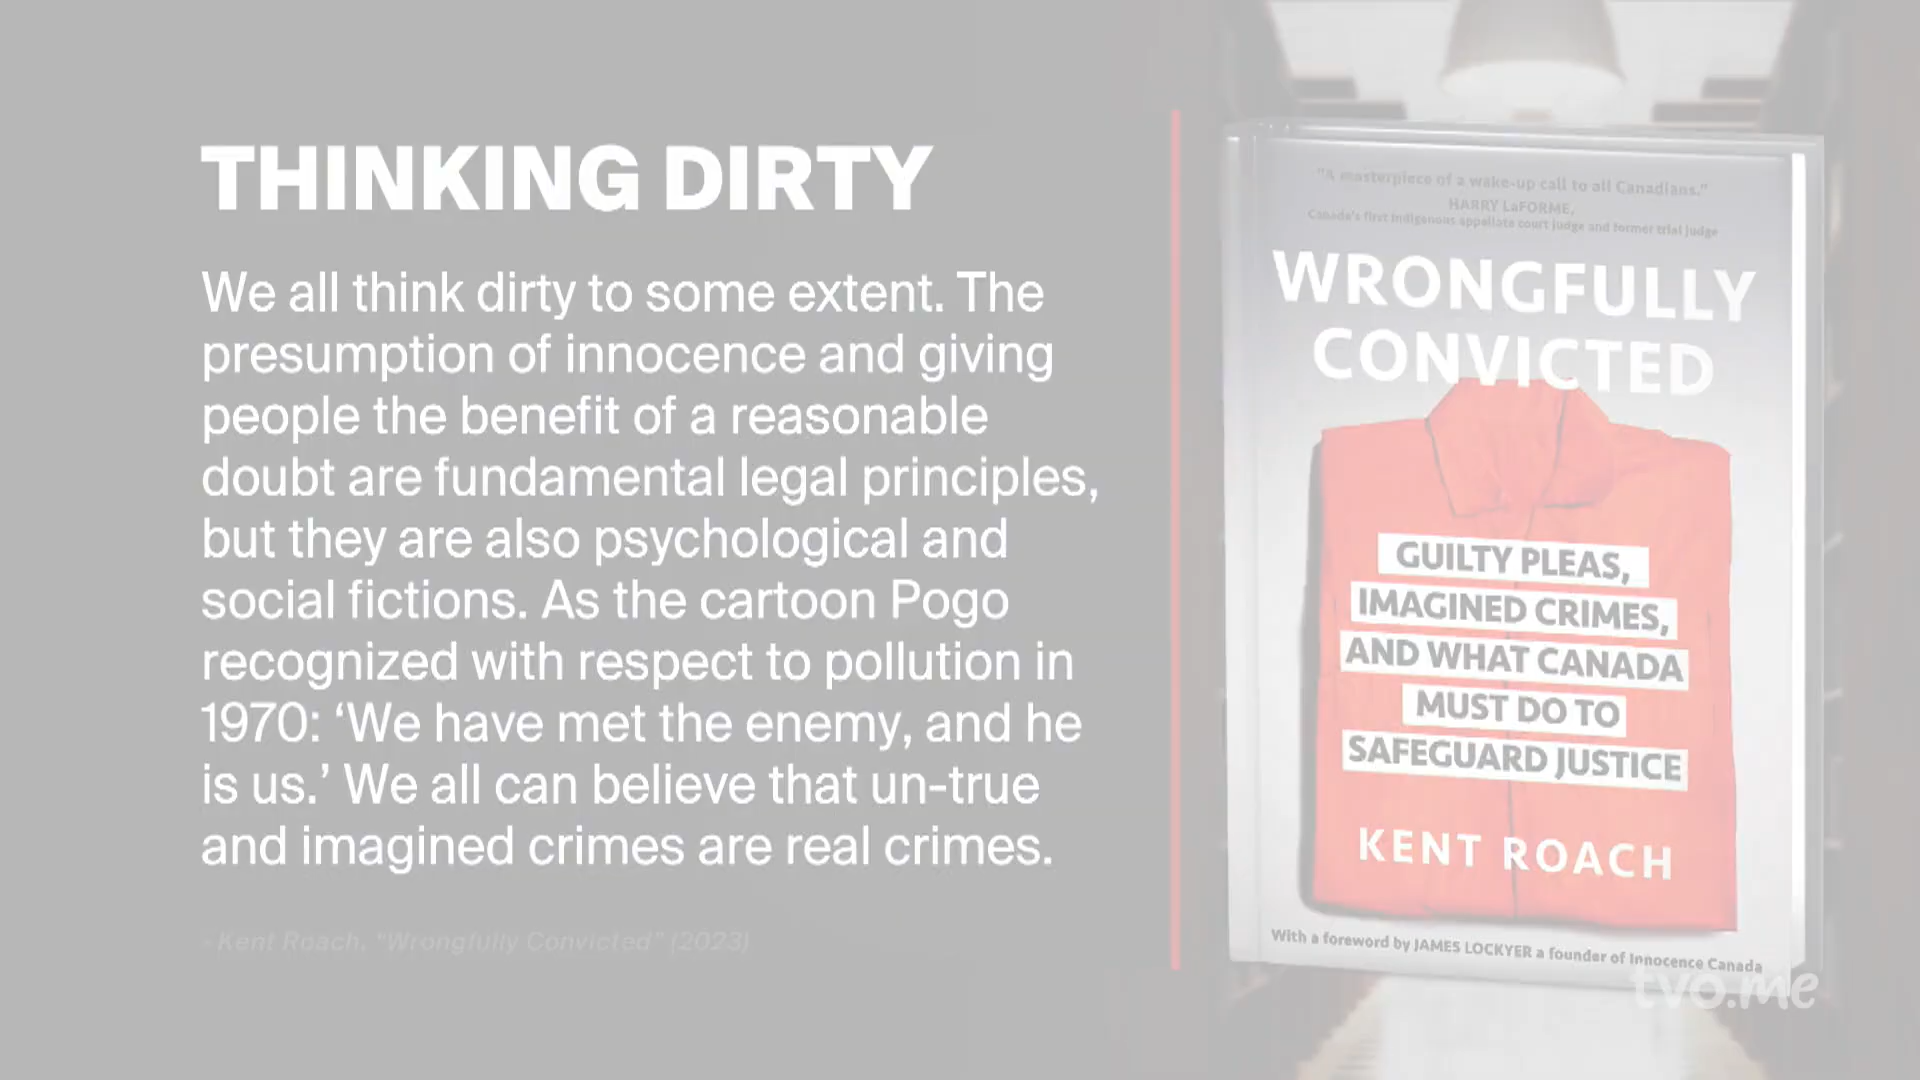 THINKING DIRTY
We all think dirty to some extent. The
presumption of innocence and giving
people the benefit of a reasonable
doubt are fundamental legal principles,
but they are also psychological and
social fictions. As the cartoon Pogo
recognized with respect to pollution in
1970: ‘We have met the enemy, and he
is us.’ We all can believe that un-true
and imagined crimes are real crimes.
- Kent Roach, "Wrongfully Convicted" (2023)
"A masterpiece of a wake-up call to all Canadians."
HARRY LaFORME,
Canada's first Indigenous appellate court judge and former trial judge
WRONGFULLY
CONVICTED
GUILTY PLEAS,
IMAGINED CRIMES,
AND WHAT CANADA
MUST DO TO
SAFEGUARD JUSTICE
KENT ROACH
With a foreword by JAMES LOCKYER a founder of Innocence Canada
tvo.me